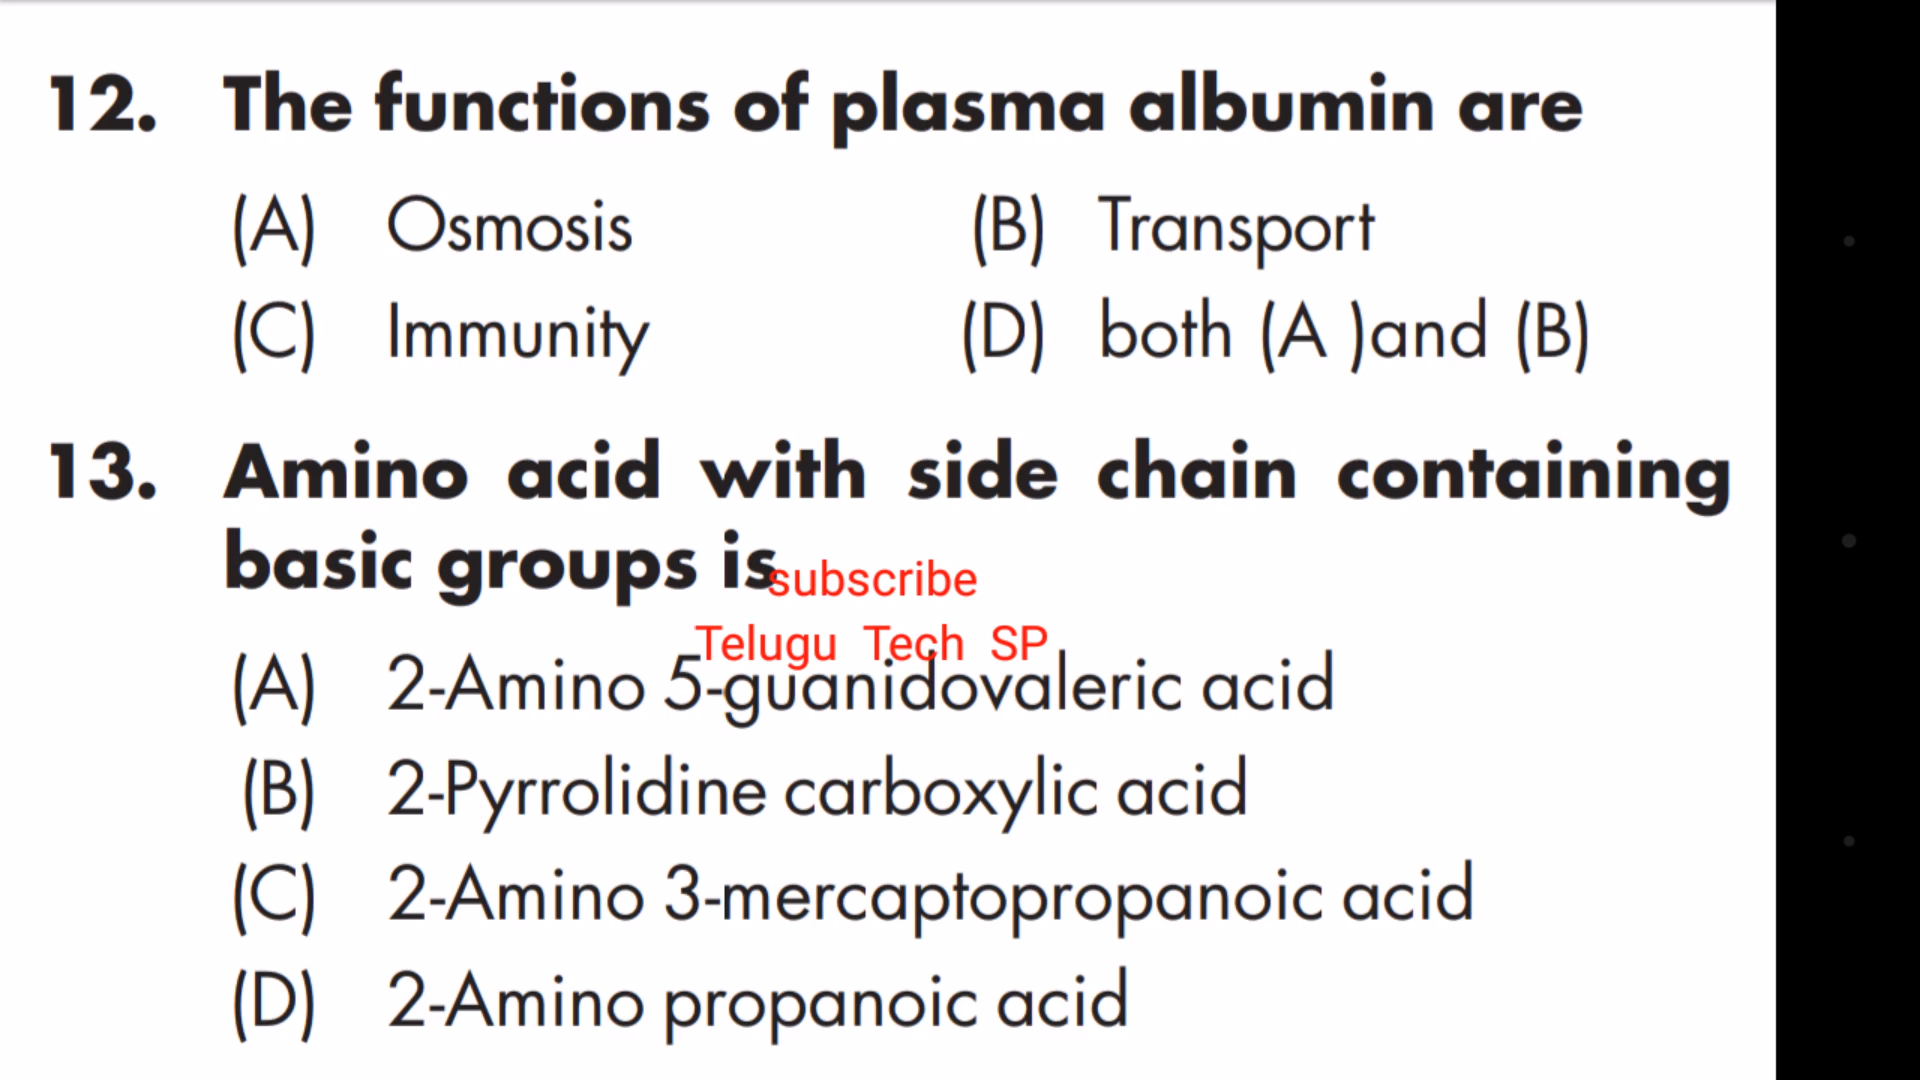 12. The functions of plasma albumin are
(A) Osmosis (B) Transport
(C) Immunity (D) both (A )and (B)
13. Amino acid with side chain containing
basic groups is
subscribe
Telugu Tech SP
(A) 2-Amino 5-guanidovaleric acid
(B) 2-Pyrrolidine carboxylic acid
(C) 2-Amino 3-mercaptopropanoic acid
(D) 2-Amino propanoic acid